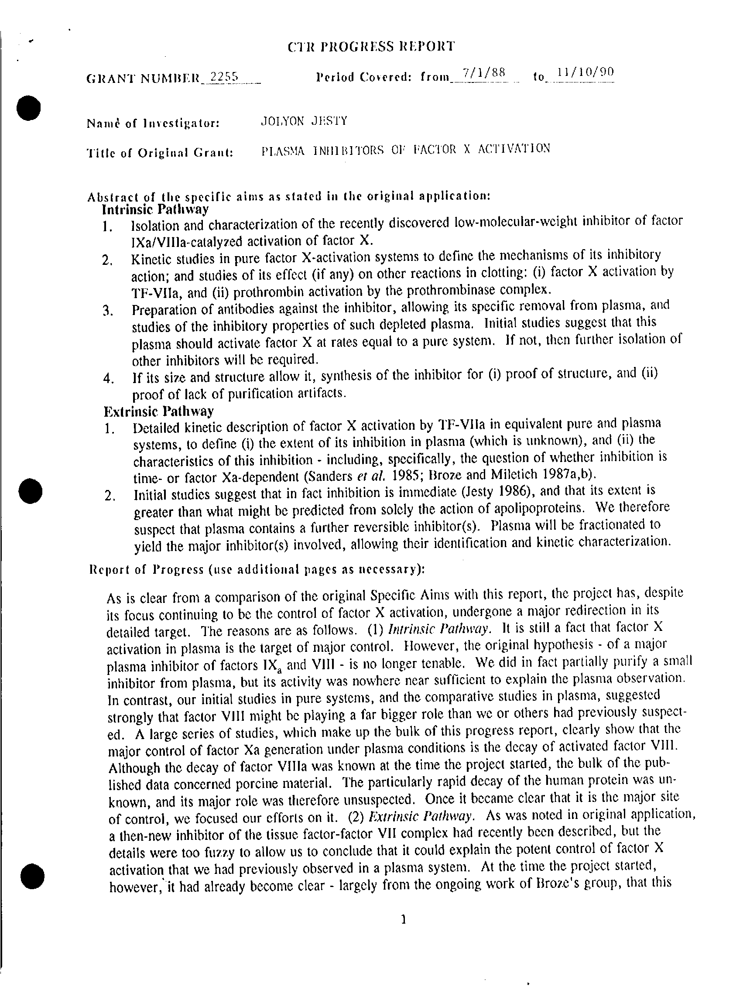 CTR PROGRESS REPORT
GRANT NUMBER 2255 Period Covered: from 7/1/88 to 11/10/90
Name of Investigator: JOLYON JESTY
Title of Original Grant: PLASMA INHIBITORS OF FACTOR X ACTIVATION
Abstract of the specific aims as stated in the original application:
Intrinsic Pathway
1. Isolation and characterization of the recently discovered low-molecular-weight inhibitor of factor
IXa/VIIIa-catalyzed activation of factor X.
2. Kinetic studies in pure factor X-activation systems to define the mechanisms of its inhibitory
action; and studies of its effect (if any) on other reactions in clotting: (i) factor X activation by
TF-VIIa, and (ii) prothrombin activation by the prothrombinase complex.
3. Preparation of antibodies against the inhibitor, allowing its specific removal from plasma, and
studies of the inhibitory properties of such depleted plasma. Initial studies suggest that this
plasma should activate factor X at rates equal to a pure system. If not, then further isolation of
other inhibitors will be required.
4. If its size and structure allow it, synthesis of the inhibitor for (i) proof of structure, and (ii)
proof of lack of purification artifacts.
Extrinsic Pathway
1. Detailed kinetic description of factor X activation by TF-VIIa in equivalent pure and plasma
systems, to define (i) the extent of its inhibition in plasma (which is unknown), and (ii) the
characteristics of this inhibition - including, specifically, the question of whether inhibition is
time- or factor Xa-dependent (Sanders et al. 1985; Broze and Miletich 1987a,b).
2. Initial studies suggest that in fact inhibition is immediate (Jesty 1986), and that its extent is
greater than what might be predicted from solely the action of apolipoproteins. We therefore
suspect that plasma contains a further reversible inhibitor(s). Plasma will be fractionated to
yield the major inhibitor(s) involved, allowing their identification and kinetic characterization.
Report of Progress (use additional pages as necessary):
As is clear from a comparison of the original Specific Aims with this report, the project has, despite
its focus continuing to be the control of factor X activation, undergone a major redirection in its
detailed target. The reasons are as follows. (1) Intrinsic Pathway. It is still a fact that factor X
activation in plasma is the target of major control. However, the original hypothesis - of a major
plasma inhibitor of factors IXa and VIII - is no longer tenable. We did in fact partially purify a small
inhibitor from plasma, but its activity was nowhere near sufficient to explain the plasma observation.
In contrast, our initial studies in pure systems, and the comparative studies in plasma, suggested
strongly that factor VIII might be playing a far bigger role than we or others had previously suspect-
ed. A large series of studies, which make up the bulk of this progress report, clearly show that the
major control of factor Xa generation under plasma conditions is the decay of activated factor VIII.
Although the decay of factor VIIIa was known at the time the project started, the bulk of the pub-
lished data concerned porcine material. The particularly rapid decay of the human protein was un-
known, and its major role was therefore unsuspected. Once it became clear that it is the major site
of control, we focused our efforts on it. (2) Extrinsic Pathway. As was noted in original application,
a then-new inhibitor of the tissue factor-factor VII complex had recently been described, but the
details were too fuzzy to allow us to conclude that it could explain the potent control of factor X
activation that we had previously observed in a plasma system. At the time the project started,
however, it had already become clear - largely from the ongoing work of Broze's group, that this
1